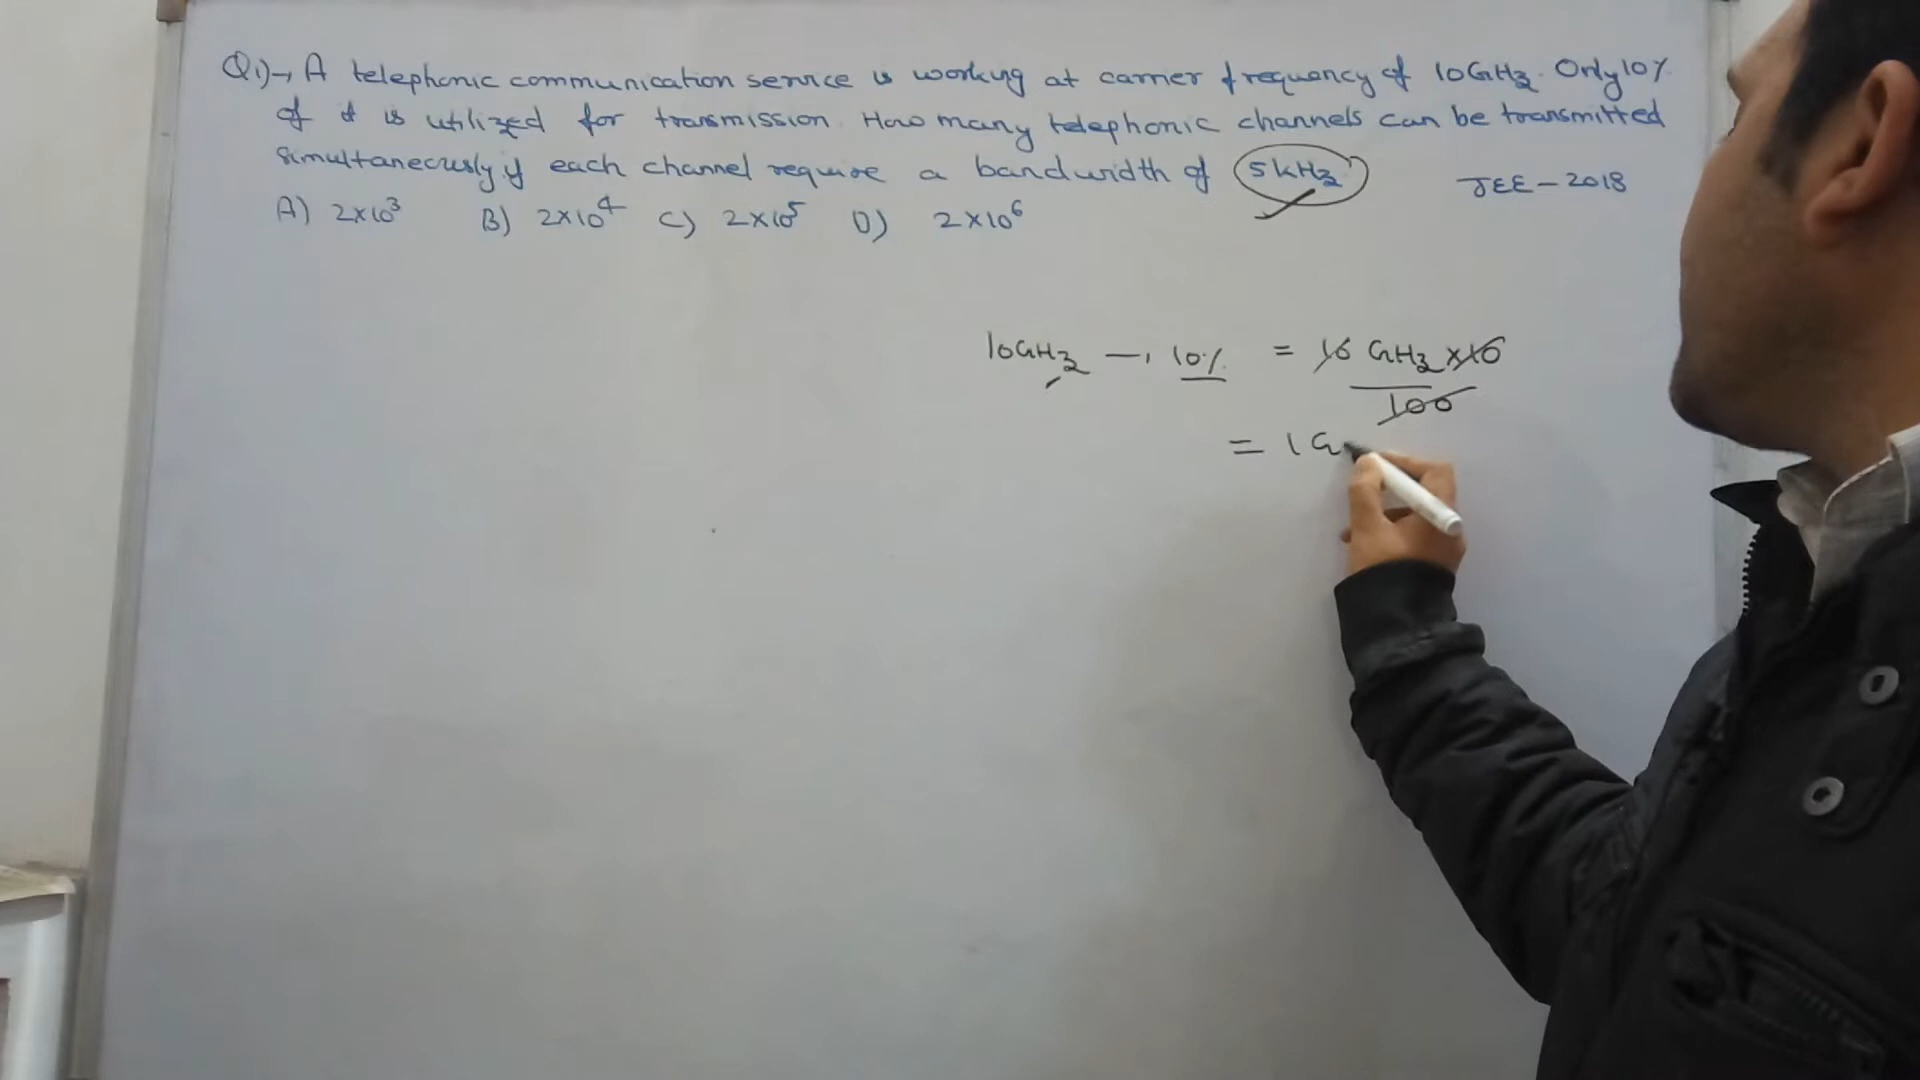 Q1)→ A telephonic communication service is working at carrier frequency of 10GHz. Only 10%
of it is utilized for transmission. How many telephonic channels can be transmitted
simultaneously if each channel require a bandwidth of 5kHz
JEE-2018
A) 2×10³ B) 2×10⁴ C) 2×10⁵ D) 2×10⁶
10GHz → 10% = 10 GHz×10
100
= 1 G